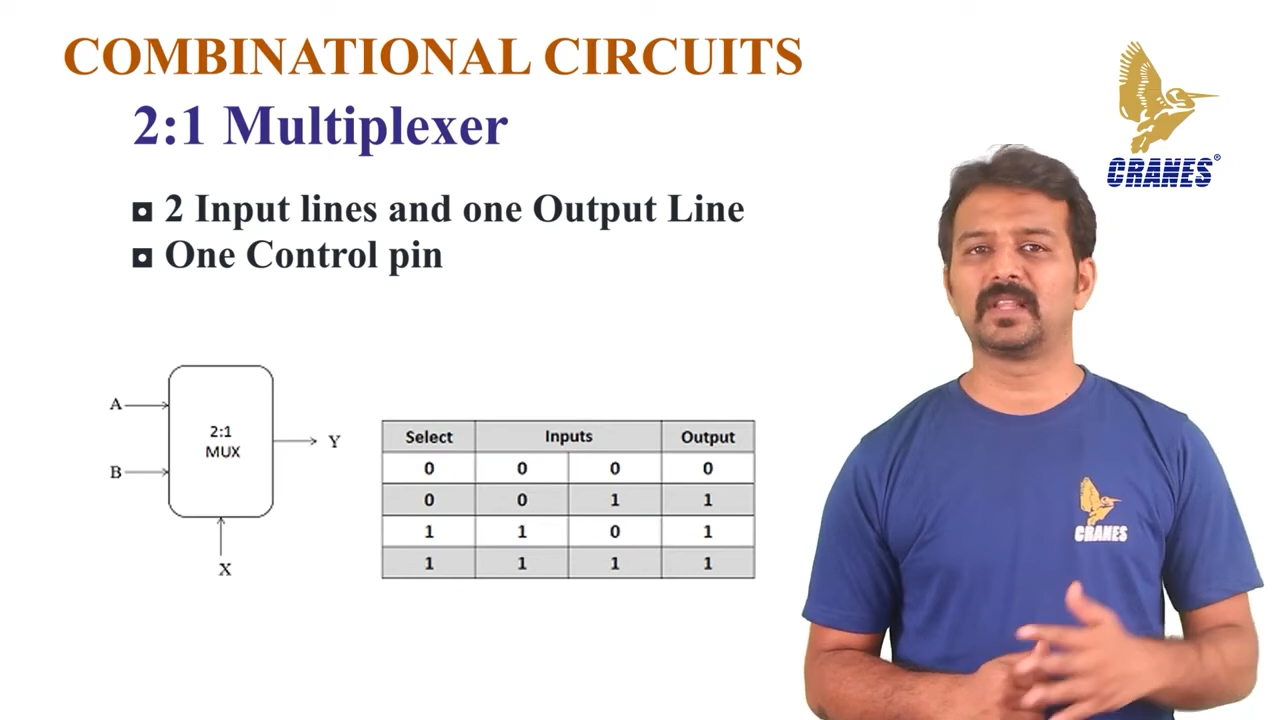 COMBINATIONAL CIRCUITS
2:1 Multiplexer
2 Input lines and one Output Line
One Control pin
CRANES®
A
B
2:1
MUX
Y
X
Select Inputs Output
0 0 0 0
0 0 1 1
1 1 0 1
1 1 1 1
CRANES